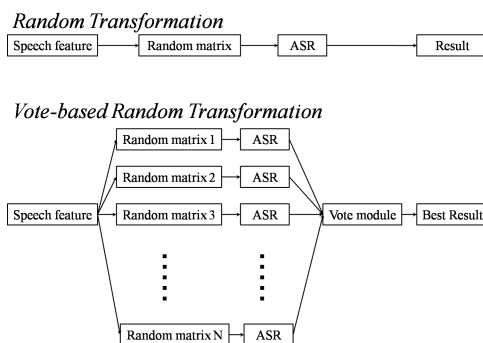 Random Transformation
Speech feature Random matrix ASR Result
Vote-based Random Transformation
Random matrix 1 ASR
Random matrix 2 ASR
Speech feature Random matrix 3 ASR Vote module Best Result
Random matrix N ASR